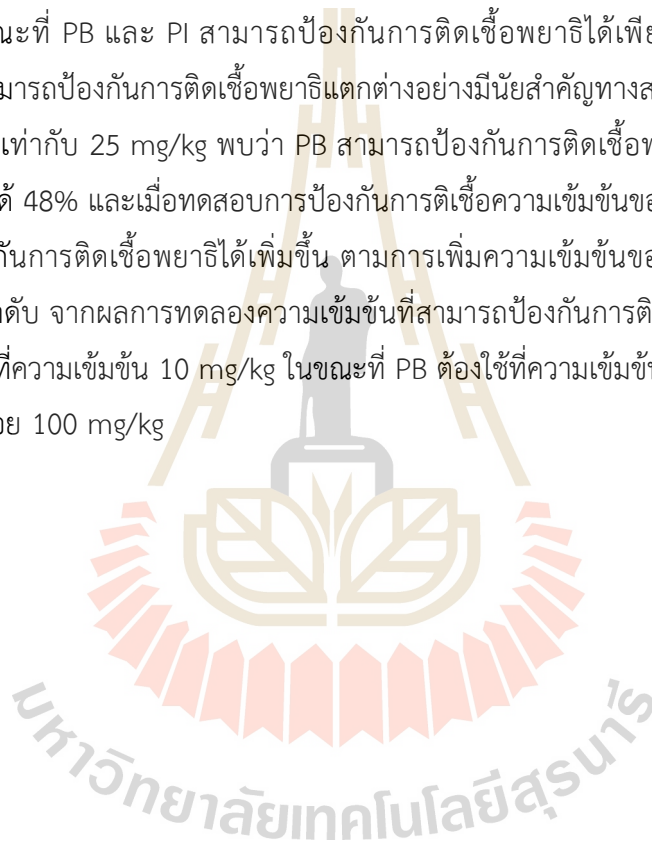 ณะที่ PB และ PI สามารถป้องกันการติดเชื้อพยาธิได้เพีย
มารถป้องกันการติดเชื้อพยาธิแตกต่างอย่างมีนัยสำคัญทางส
เท่ากับ 25 mg/kg พบว่า PB สามารถป้องกันการติดเชื้อพ
ด้ 48% และเมื่อทดสอบการป้องกันการติเชื้อความเข้มข้นขอ
กันการติดเชื้อพยาธิได้เพิ่มขึ้น ตามการเพิ่มความเข้มข้นขอ
าดับ จากผลการทดลองความเข้มข้นที่สามารถป้องกันการติ
ที่ความเข้มข้น 10 mg/kg ในขณะที่ PB ต้องใช้ที่ความเข้มข้น
อย 100 mg/kg
มหาวิทยาลัยเทคโนโลยีสุรนารี